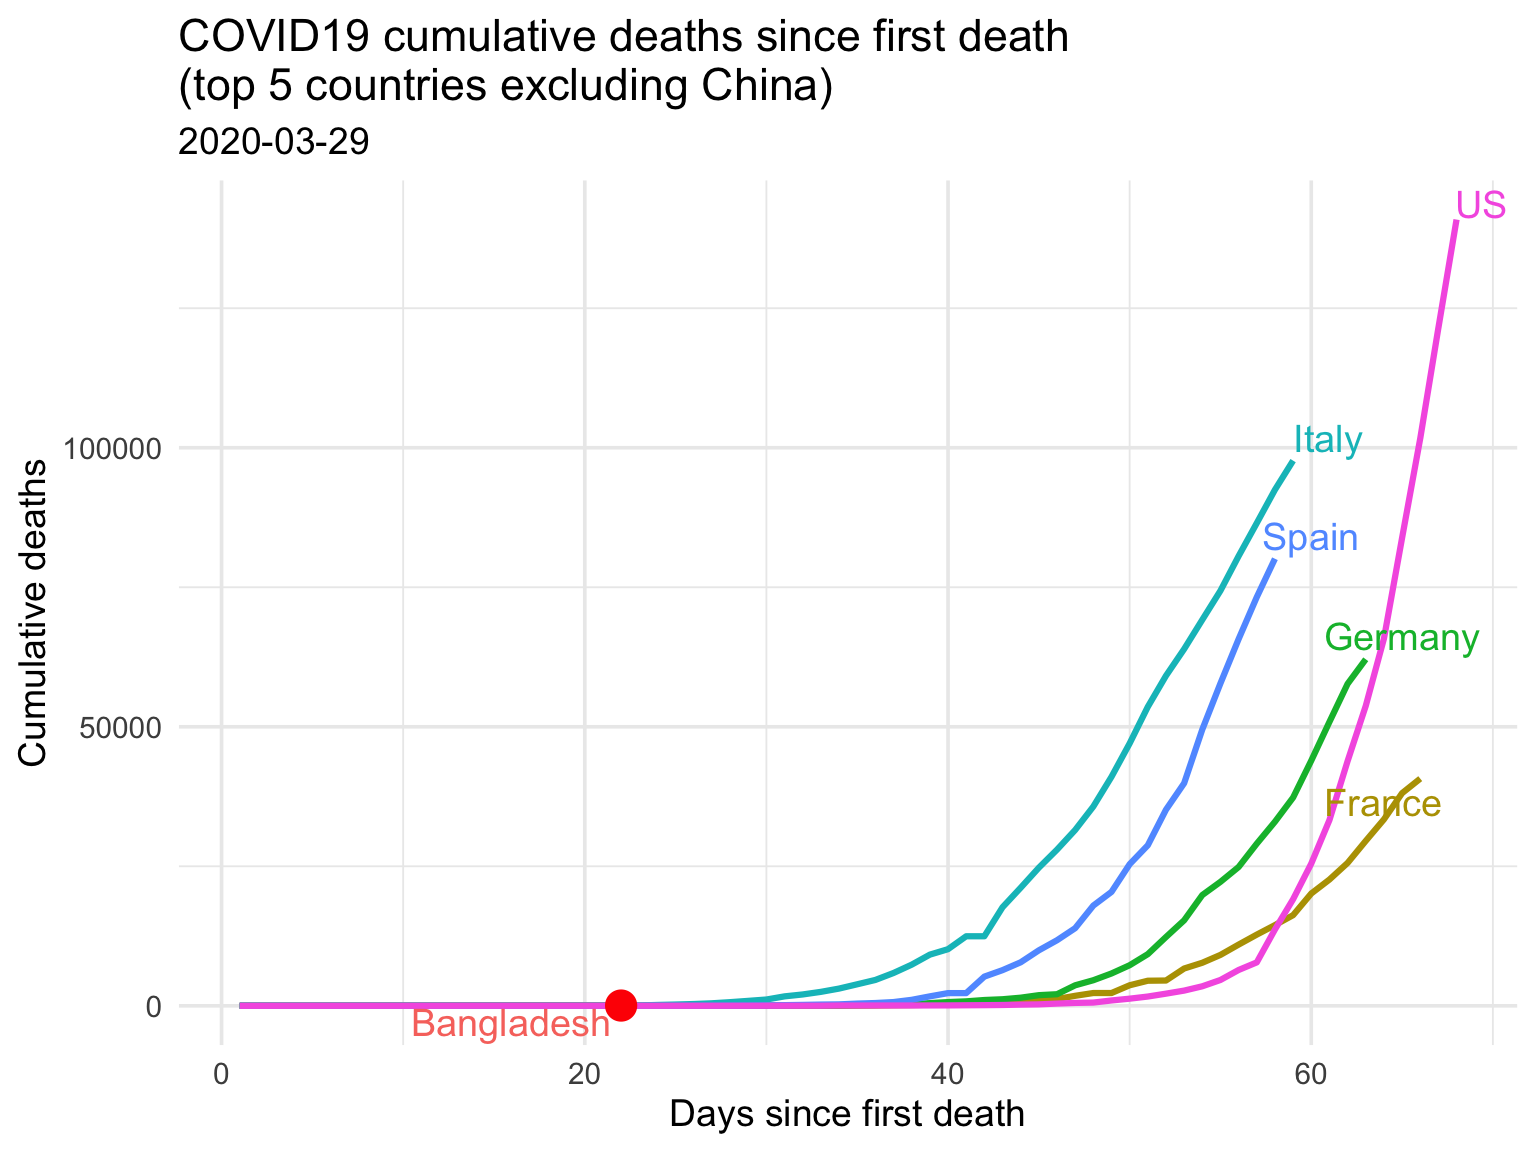 COVID19 cumulative deaths since first death
(top 5 countries excluding China)
2020-03-29
US
Italy
Spain
Germany
France
Bangladesh
100000
50000
0
Cumulative deaths
0
20
40
60
Days since first death